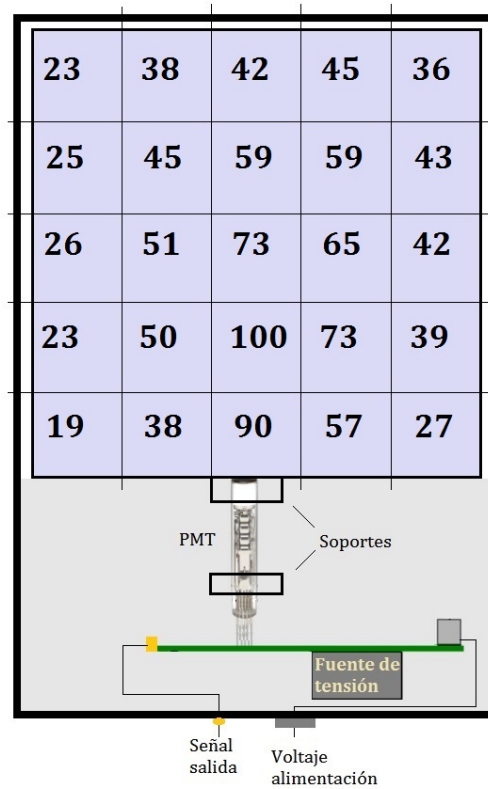 23 38 42 45 36
25 45 59 59 43
26 51 73 65 42
23 50 100 73 39
19 38 90 57 27
PMT
Soportes
Fuente de
tensión
Señal
salida
Voltaje
alimentación